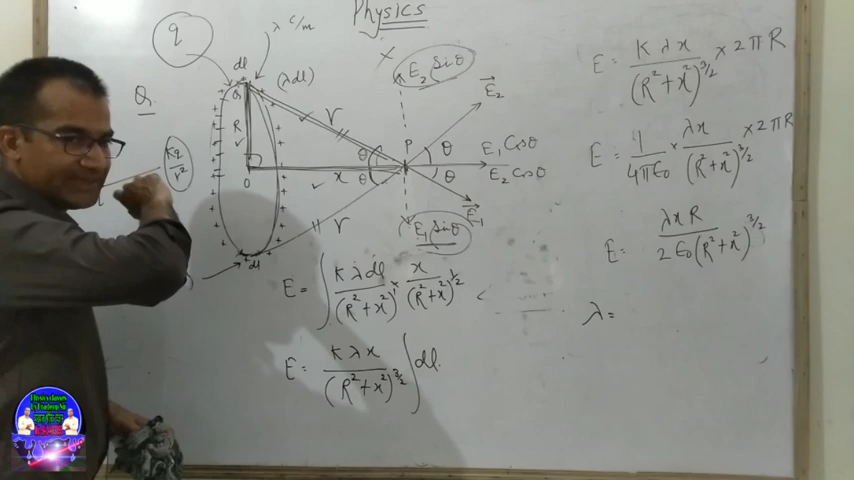 Physics
q
λ C/m
dl
(λdl)
Q
R
r
E₂ Sinθ
E₂
P
θ
θ
θ
θ
E₁ Cosθ
E₂ Cosθ
O
x
Kq/r²
r
E₁ Sinθ
E₁
dl
E = ∫ Kλdl/(R²+x²) × x/(R²+x²)^½
E = Kλx/(R²+x²)^3/2 ∫ dl
E = Kλx/(R²+x²)^3/2 × 2πR
E = 1/4πε₀ × λx/(R²+x²)^3/2 × 2πR
E = λxR/2ε₀(R²+x²)^3/2
λ =